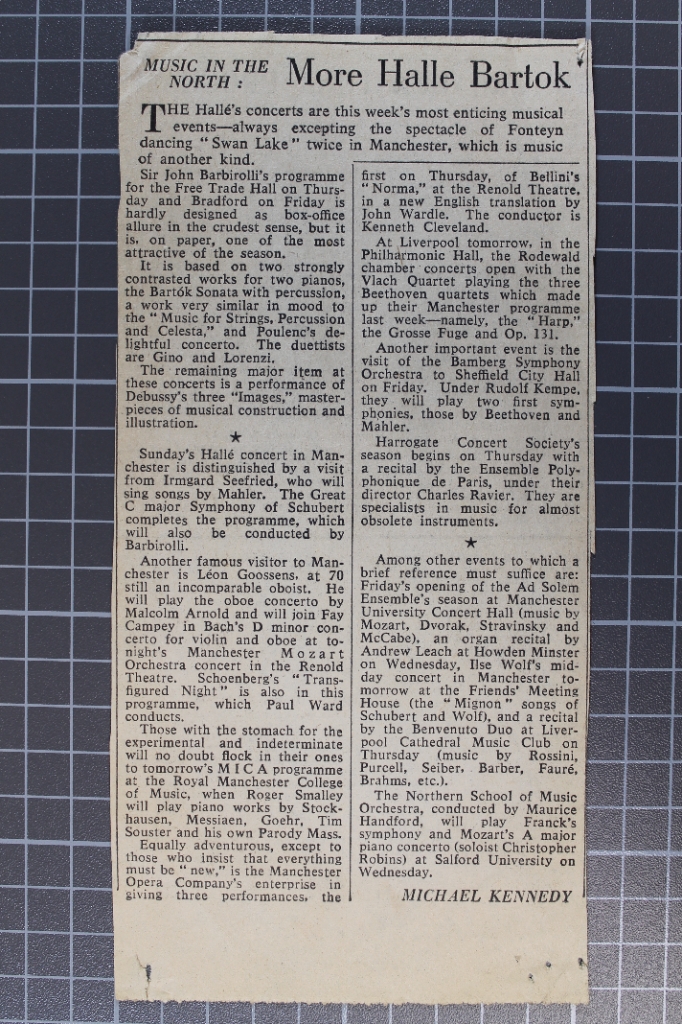 MUSIC IN THE
NORTH :
More Halle Bartok
THE Hallé's concerts are this week's most enticing musical
events—always excepting the spectacle of Fonteyn
dancing "Swan Lake" twice in Manchester, which is music
of another kind.
Sir John Barbirolli's programme
for the Free Trade Hall on Thurs-
day and Bradford on Friday is
hardly designed as box-office
allure in the crudest sense, but it
is, on paper, one of the most
attractive of the season.
It is based on two strongly
contrasted works for two pianos,
the Bartók Sonata with percussion,
a work very similar in mood to
the "Music for Strings, Percussion
and Celesta," and Poulenc's de-
lightful concerto. The duettists
are Gino and Lorenzi.
The remaining major item at
these concerts is a performance of
Debussy's three "Images," master-
pieces of musical construction and
illustration.
★
Sunday's Hallé concert in Man-
chester is distinguished by a visit
from Irmgard Seefried, who will
sing songs by Mahler. The Great
C major Symphony of Schubert
completes the programme, which
will also be conducted by
Barbirolli.
Another famous visitor to Man-
chester is Léon Goossens, at 70
still an incomparable oboist. He
will play the oboe concerto by
Malcolm Arnold and will join Fay
Campey in Bach's D minor con-
certo for violin and oboe at to-
night's Manchester Mozart
Orchestra concert in the Renold
Theatre. Schoenberg's "Trans-
figured Night" is also in this
programme, which Paul Ward
conducts.
Those with the stomach for the
experimental and indeterminate
will no doubt flock in their ones
to tomorrow's MICA programme
at the Royal Manchester College
of Music, when Roger Smalley
will play piano works by Stock-
hausen, Messiaen, Goehr, Tim
Souster and his own Parody Mass.
Equally adventurous, except to
those who insist that everything
must be "new," is the Manchester
Opera Company's enterprise in
giving three performances, the
first on Thursday, of Bellini's
"Norma," at the Renold Theatre,
in a new English translation by
John Wardle. The conductor is
Kenneth Cleveland.
At Liverpool tomorrow, in the
Philharmonic Hall, the Rodewald
chamber concerts open with the
Vlach Quartet playing the three
Beethoven quartets which made
up their Manchester programme
last week—namely, the "Harp,"
the Grosse Fuge and Op. 131.
Another important event is the
visit of the Bamberg Symphony
Orchestra to Sheffield City Hall
on Friday. Under Rudolf Kempe,
they will play two first sym-
phonies, those by Beethoven and
Mahler.
Harrogate Concert Society's
season begins on Thursday with
a recital by the Ensemble Poly-
phonique de Paris, under their
director Charles Ravier. They are
specialists in music for almost
obsolete instruments.
★
Among other events to which a
brief reference must suffice are:
Friday's opening of the Ad Solem
Ensemble's season at Manchester
University Concert Hall (music by
Mozart, Dvorak, Stravinsky and
McCabe), an organ recital by
Andrew Leach at Howden Minster
on Wednesday, Ilse Wolf's mid-
day concert in Manchester to-
morrow at the Friends' Meeting
House (the "Mignon" songs of
Schubert and Wolf), and a recital
by the Benvenuto Duo at Liver-
pool Cathedral Music Club on
Thursday (music by Rossini,
Purcell, Seiber, Barber, Fauré,
Brahms, etc.).
The Northern School of Music
Orchestra, conducted by Maurice
Handford, will play Franck's
symphony and Mozart's A major
piano concerto (soloist Christopher
Robins) at Salford University on
Wednesday.
MICHAEL KENNEDY